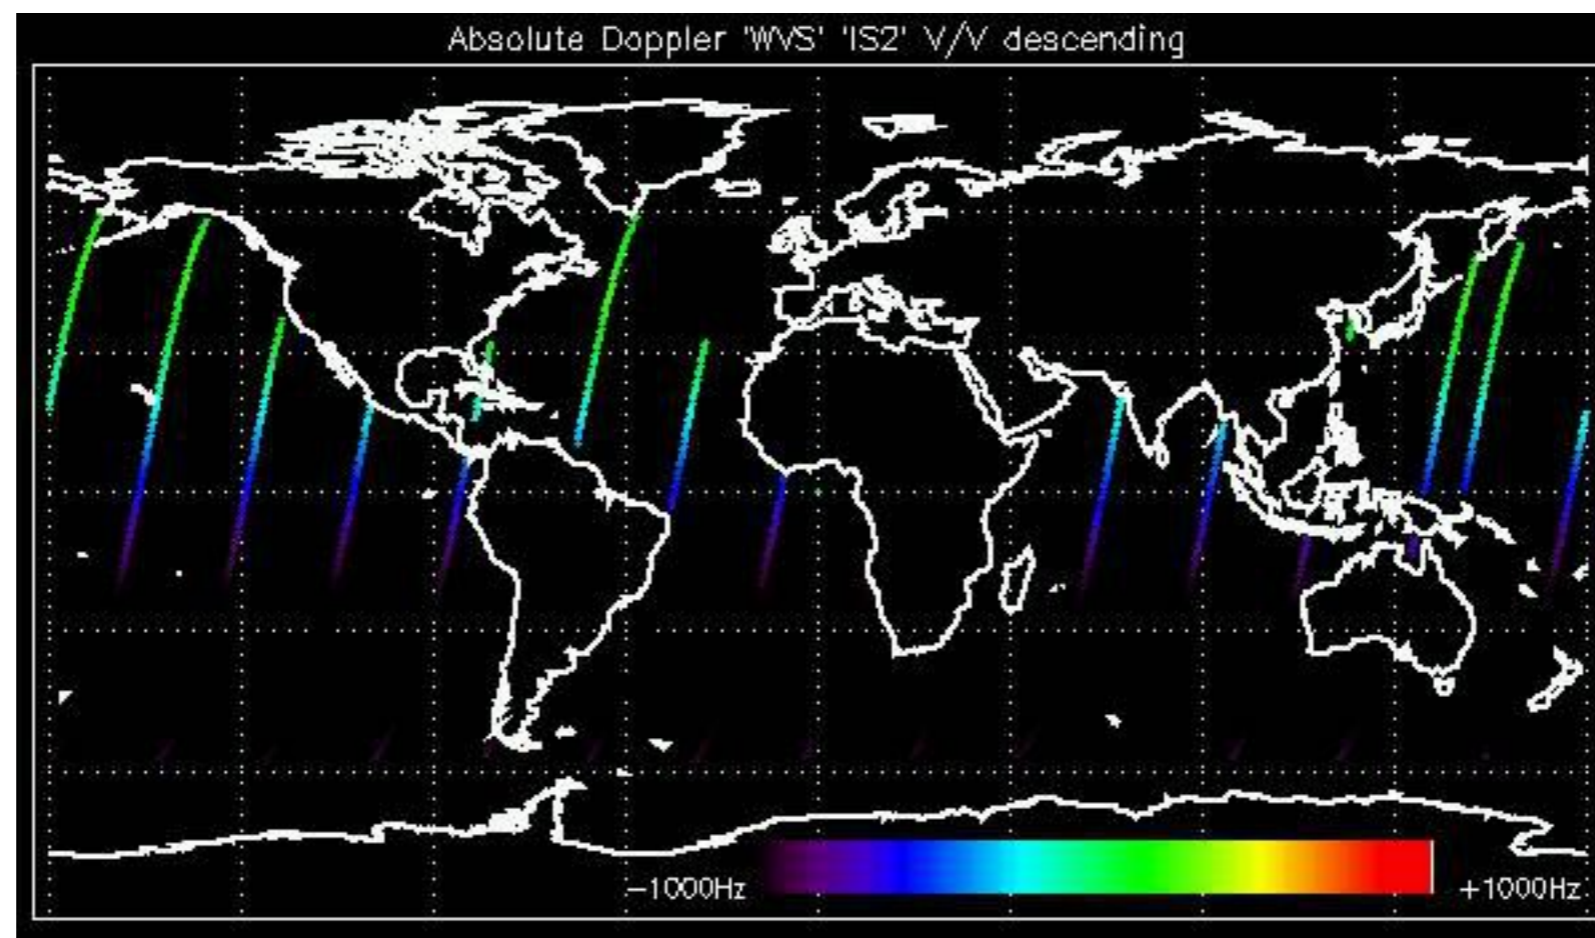 Absolute Doppler 'WVS' 'IS2' V/V descending
−1000Hz
+1000Hz